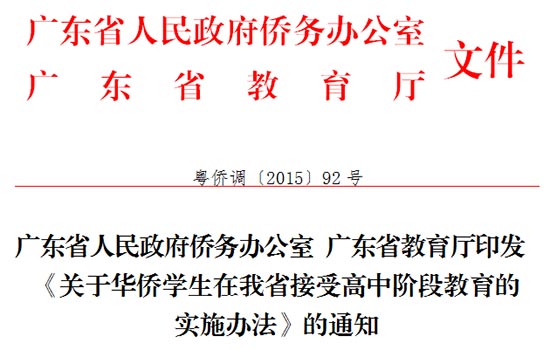 广东省人民政府侨务办公室
广东省教育厅
文件
粤侨调〔2015〕92号
广东省人民政府侨务办公室 广东省教育厅印发
《关于华侨学生在我省接受高中阶段教育的
实施办法》的通知